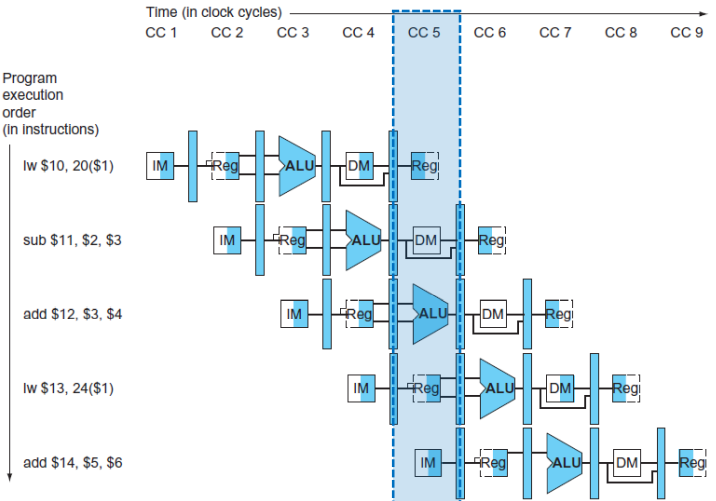 Time (in clock cycles)
CC 1 CC 2 CC 3 CC 4 CC 5 CC 6 CC 7 CC 8 CC 9
Program
execution
order
(in instructions)
lw $10, 20($1) IM Reg ALU DM Reg
sub $11, $2, $3 IM Reg ALU DM Reg
add $12, $3, $4 IM Reg ALU DM Reg
lw $13, 24($1) IM Reg ALU DM Reg
add $14, $5, $6 IM Reg ALU DM Reg